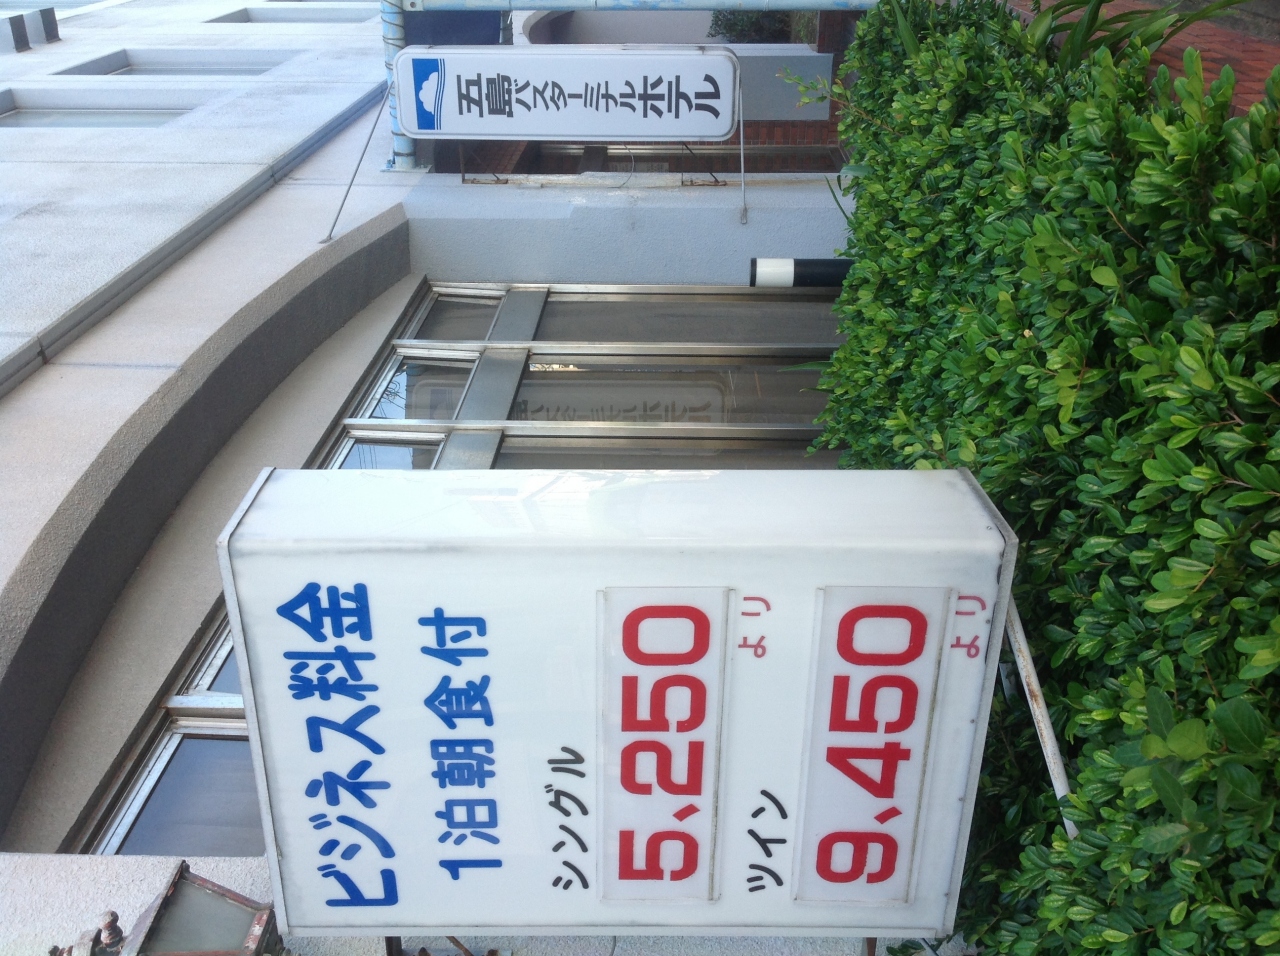 五島バスターミナルホテル
ビジネス料金
1泊朝食付
シングル
5,250
より
ツイン
9,450
より